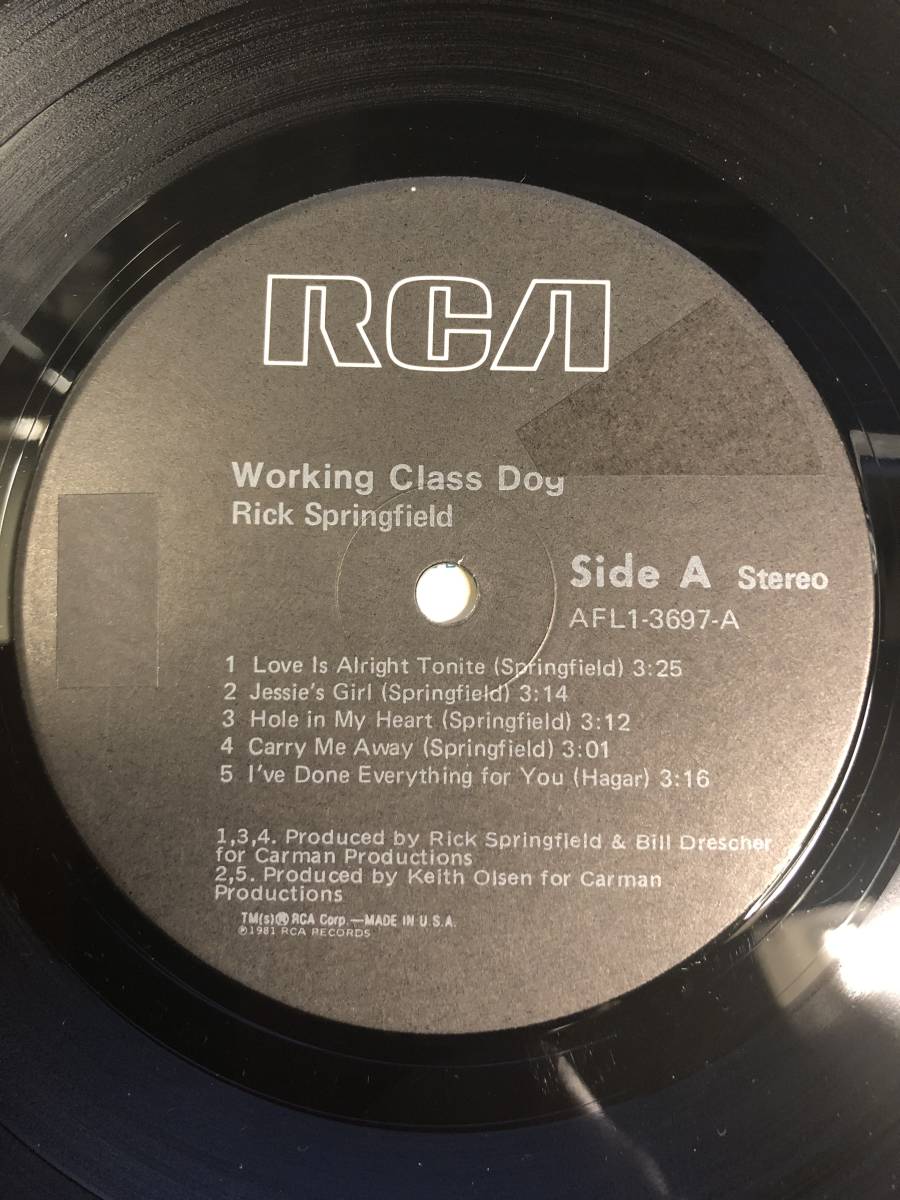 RCA
Working Class Dog
Rick Springfield
Side A Stereo
AFL1-3697-A
1 Love Is Alright Tonite (Springfield) 3:25
2 Jessie's Girl (Springfield) 3:14
3 Hole in My Heart (Springfield) 3:12
4 Carry Me Away (Springfield) 3:01
5 I've Done Everything for You (Hagar) 3:16
1,3,4. Produced by Rick Springfield & Bill Drescher
for Carman Productions
2,5. Produced by Keith Olsen for Carman
Productions
TM(s)® RCA Corp.—MADE IN U.S.A.
℗1981 RCA RECORDS